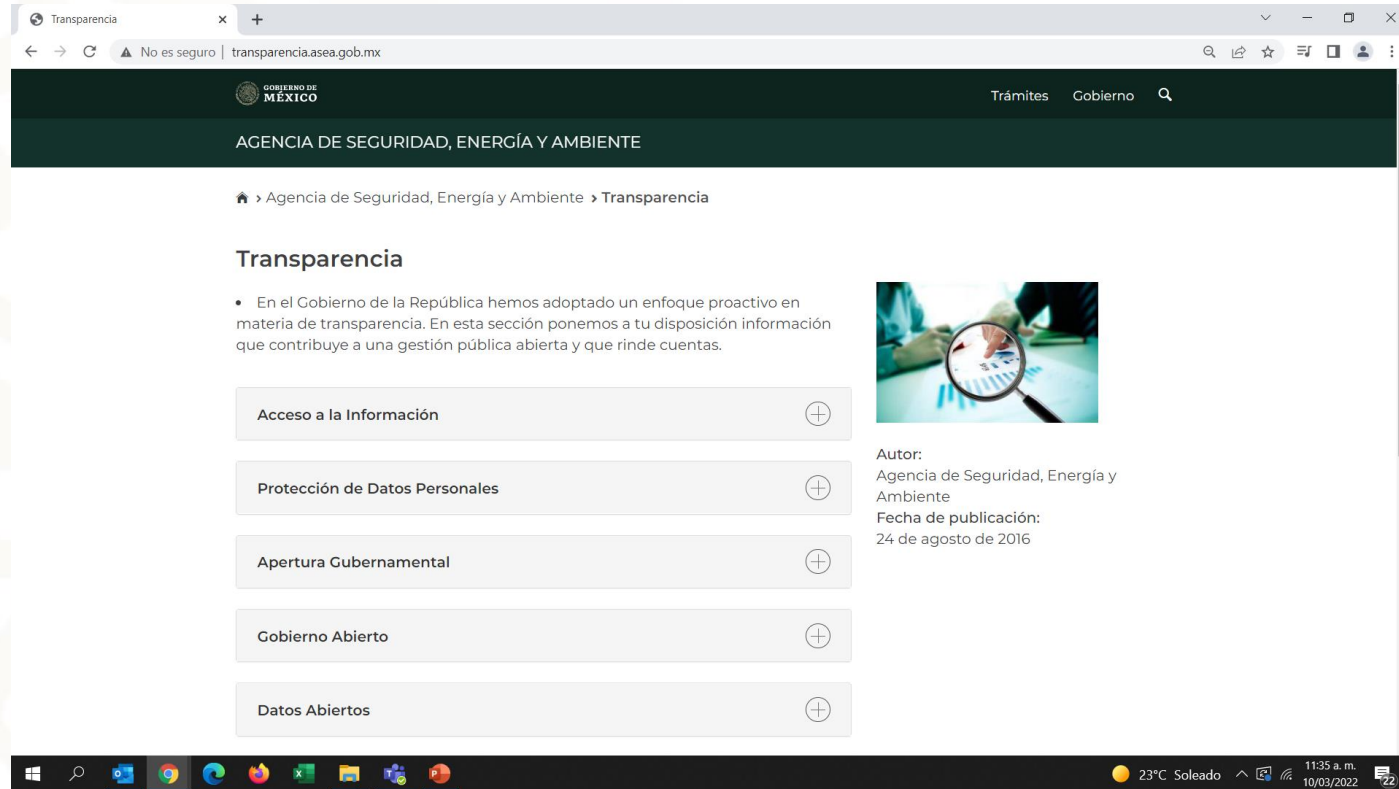 Transparencia
No es seguro | transparencia.asea.gob.mx
GOBIERNO DE
MÉXICO
Trámites Gobierno
AGENCIA DE SEGURIDAD, ENERGÍA Y AMBIENTE
› Agencia de Seguridad, Energía y Ambiente › Transparencia
Transparencia
• En el Gobierno de la República hemos adoptado un enfoque proactivo en
materia de transparencia. En esta sección ponemos a tu disposición información
que contribuye a una gestión pública abierta y que rinde cuentas.
Acceso a la Información
Protección de Datos Personales
Apertura Gubernamental
Gobierno Abierto
Datos Abiertos
Autor:
Agencia de Seguridad, Energía y
Ambiente
Fecha de publicación:
24 de agosto de 2016
23°C Soleado
11:35 a. m.
10/03/2022
22